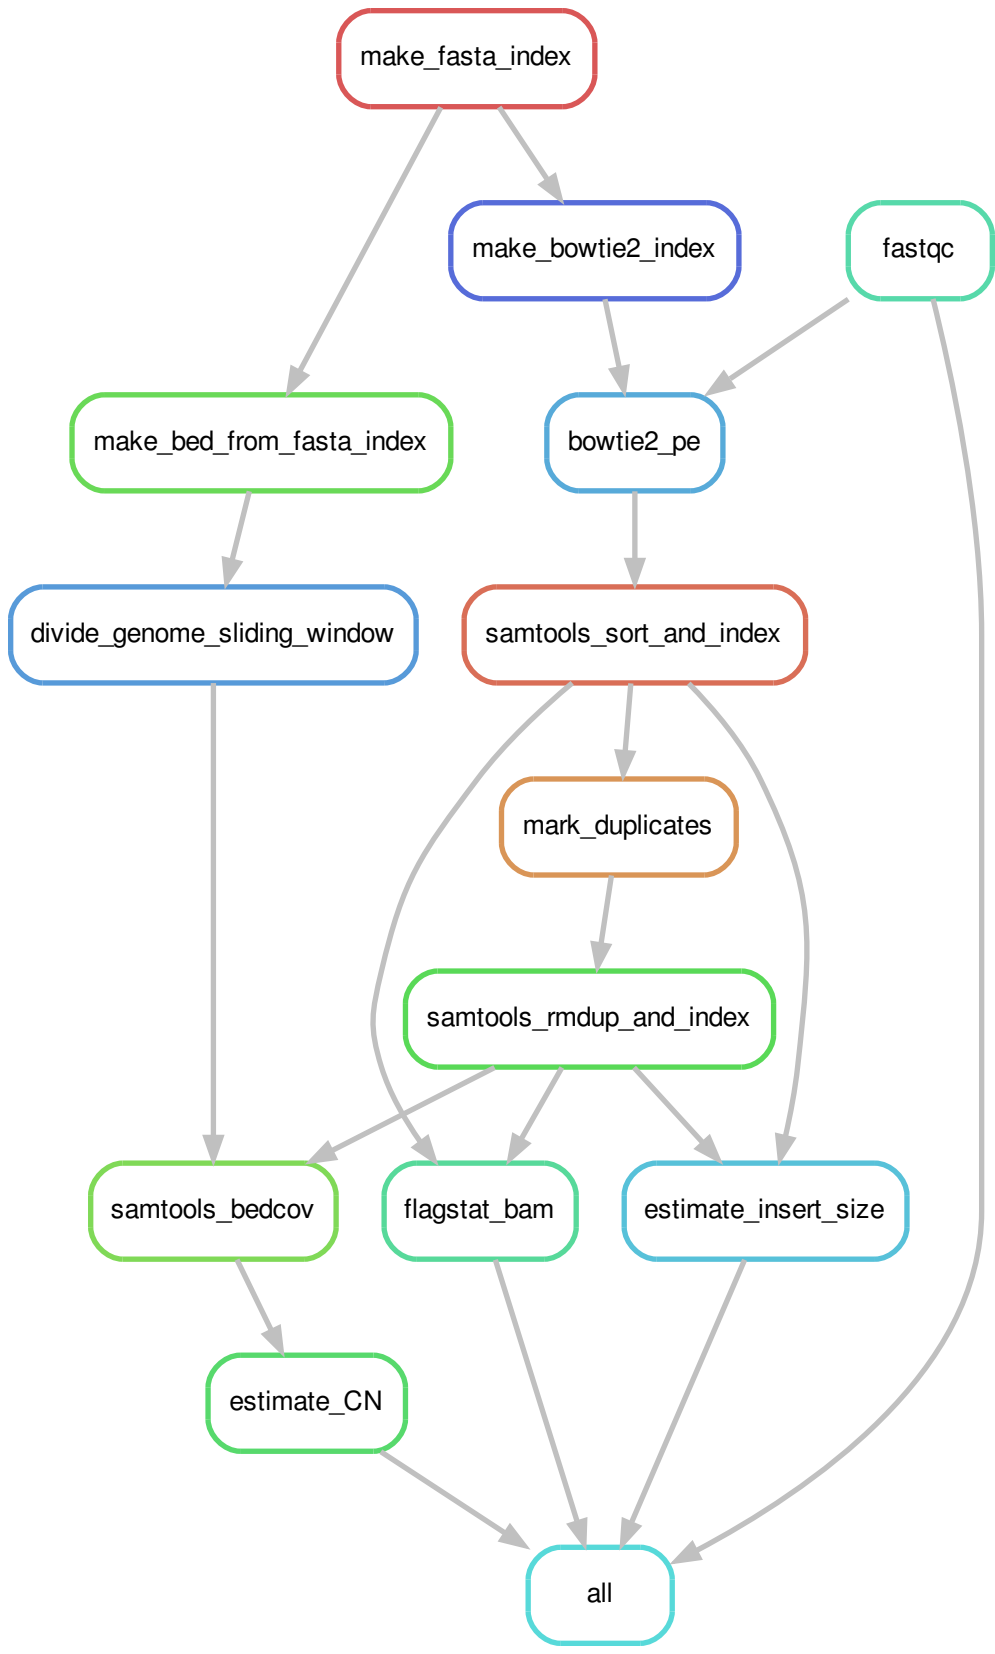 make_fasta_index
make_bowtie2_index
fastqc
make_bed_from_fasta_index
bowtie2_pe
divide_genome_sliding_window
samtools_sort_and_index
mark_duplicates
samtools_rmdup_and_index
samtools_bedcov
flagstat_bam
estimate_insert_size
estimate_CN
all